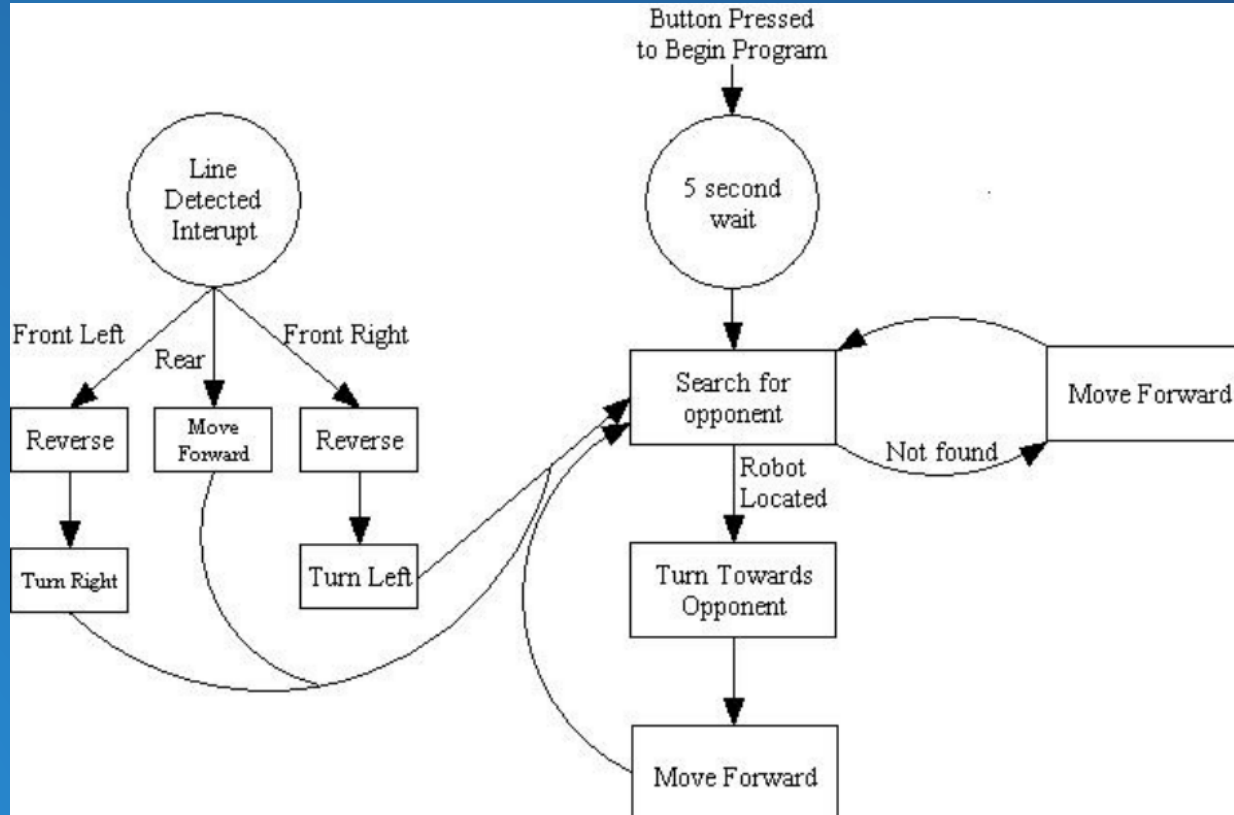 Button Pressed
to Begin Program
Line
Detected
Interupt
5 second
wait
Front Left
Rear
Front Right
Reverse
Move
Forward
Reverse
Turn Right
Turn Left
Search for
opponent
Move Forward
Not found
Robot
Located
Turn Towards
Opponent
Move Forward